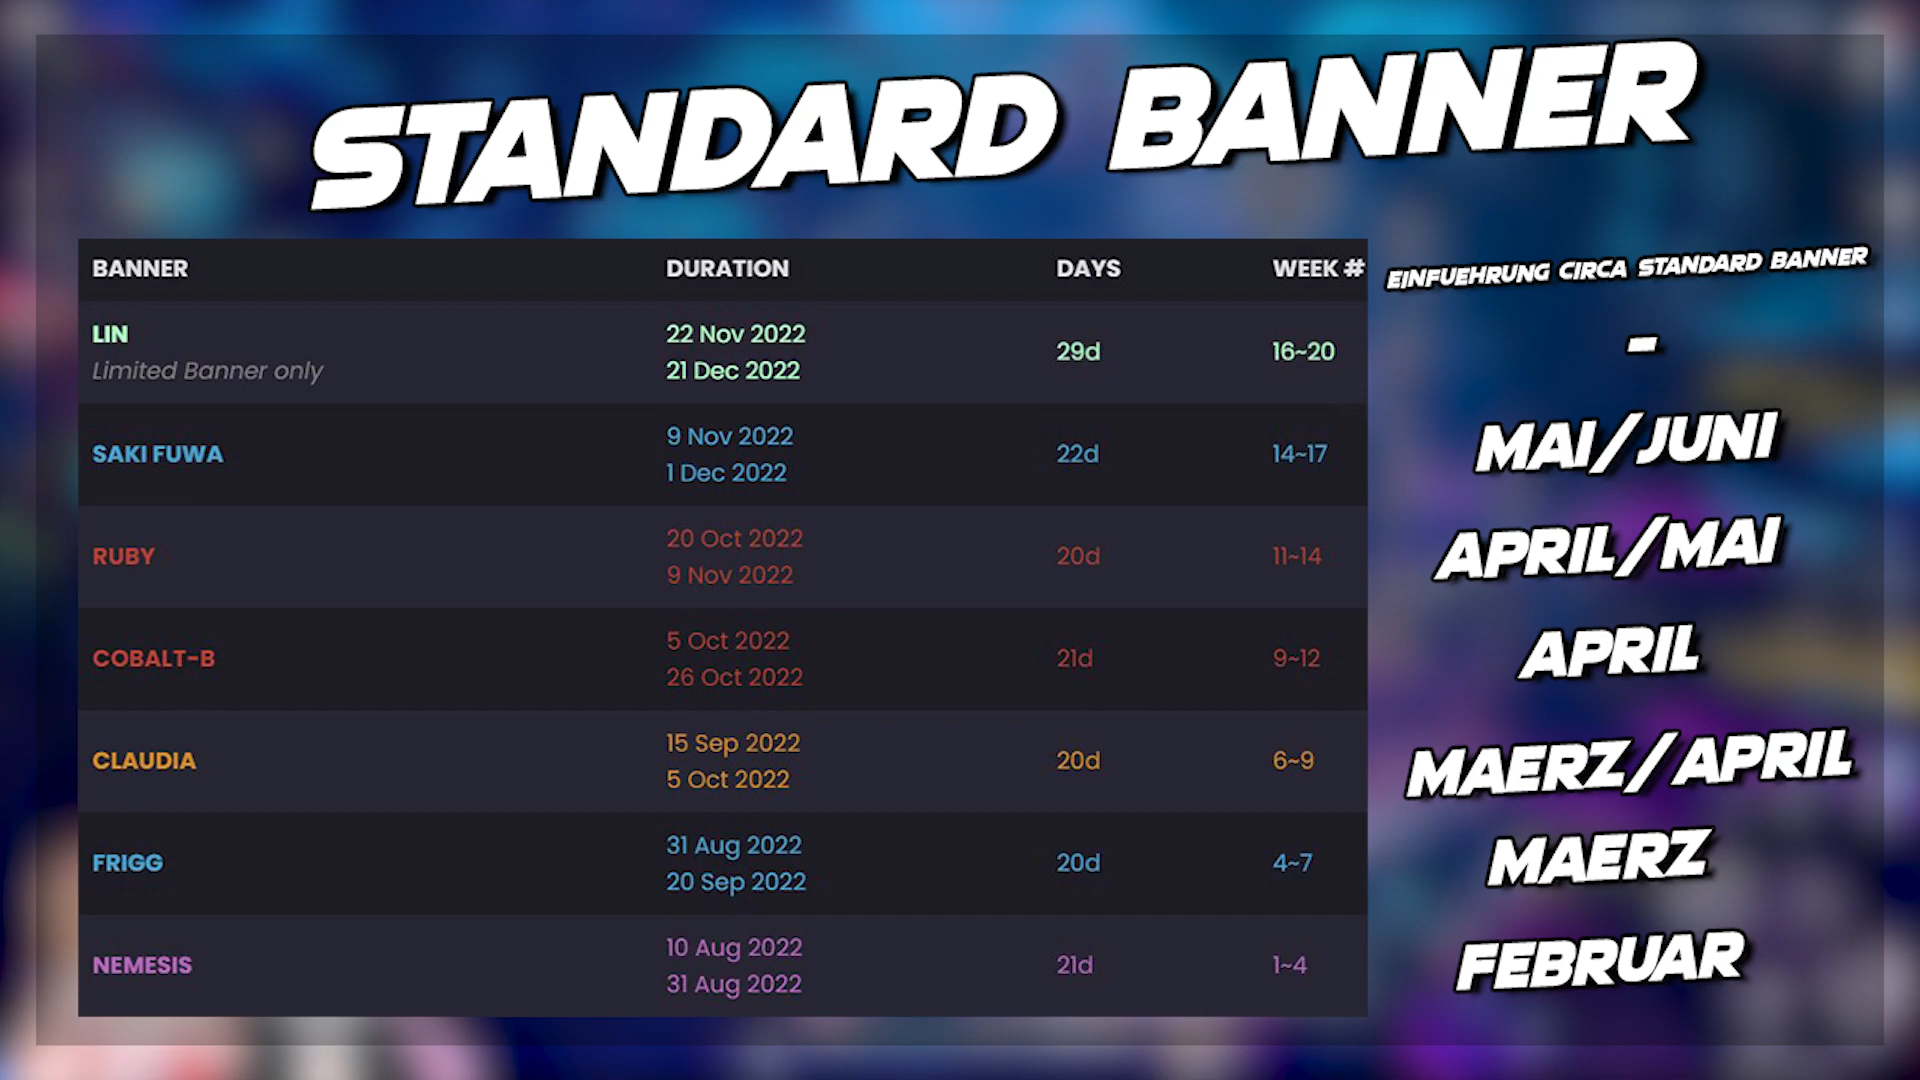 STANDARD BANNER
BANNER DURATION DAYS WEEK # EINFUEHRUNG CIRCA STANDARD BANNER
LIN 22 Nov 2022 29d 16~20 -
Limited Banner only 21 Dec 2022
SAKI FUWA 9 Nov 2022 22d 14~17 MAI/JUNI
1 Dec 2022
RUBY 20 Oct 2022 20d 11~14 APRIL/MAI
9 Nov 2022
COBALT-B 5 Oct 2022 21d 9~12 APRIL
26 Oct 2022
CLAUDIA 15 Sep 2022 20d 6~9 MAERZ/APRIL
5 Oct 2022
FRIGG 31 Aug 2022 20d 4~7 MAERZ
20 Sep 2022
NEMESIS 10 Aug 2022 21d 1~4 FEBRUAR
31 Aug 2022